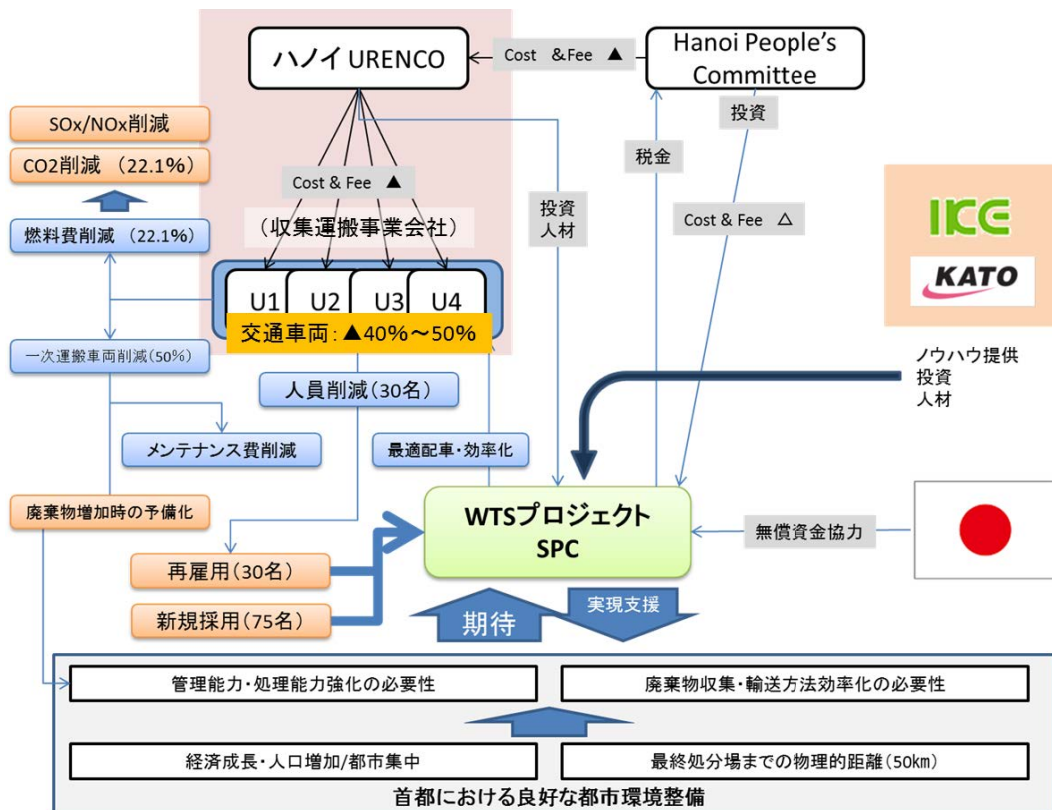 ハノイ URENCO
Cost &Fee ▲
Hanoi People's
Committee
SOx/NOx削減
CO2削減 (22.1%)
燃料費削減 (22.1%)
Cost & Fee ▲
(収集運搬事業会社)
投資
人材
税金
投資
Cost & Fee △
IKE
KATO
U1
U2
U3
U4
交通車両:▲40%~50%
一次運搬車両削減(50%)
人員削減(30名)
メンテナンス費削減
最適配車・効率化
ノウハウ提供
投資
人材
廃棄物増加時の予備化
WTSプロジェクト
SPC
無償資金協力
再雇用(30名)
新規採用(75名)
期待
実現支援
管理能力・処理能力強化の必要性
廃棄物収集・輸送方法効率化の必要性
経済成長・人口増加/都市集中
最終処分場までの物理的距離(50km)
首都における良好な都市環境整備